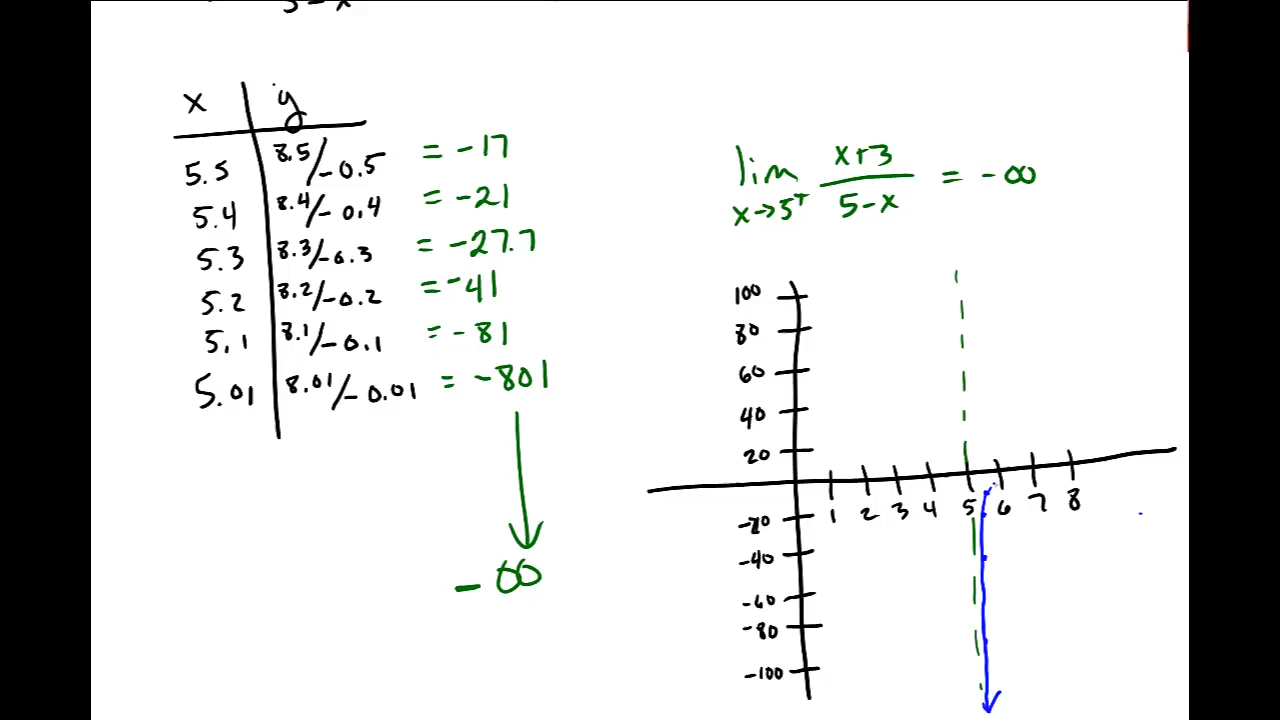 5-x
x y
5.5 8.5/-0.5 = -17
5.4 8.4/-0.4 = -21
5.3 8.3/-0.3 = -27.7
5.2 8.2/-0.2 = -41
5.1 8.1/-0.1 = -81
5.01 8.01/-0.01 = -801
-∞
lim x+3 = -∞
x→5⁺ 5-x
100
80
60
40
20
1 2 3 4 5 6 7 8
-20
-40
-60
-80
-100